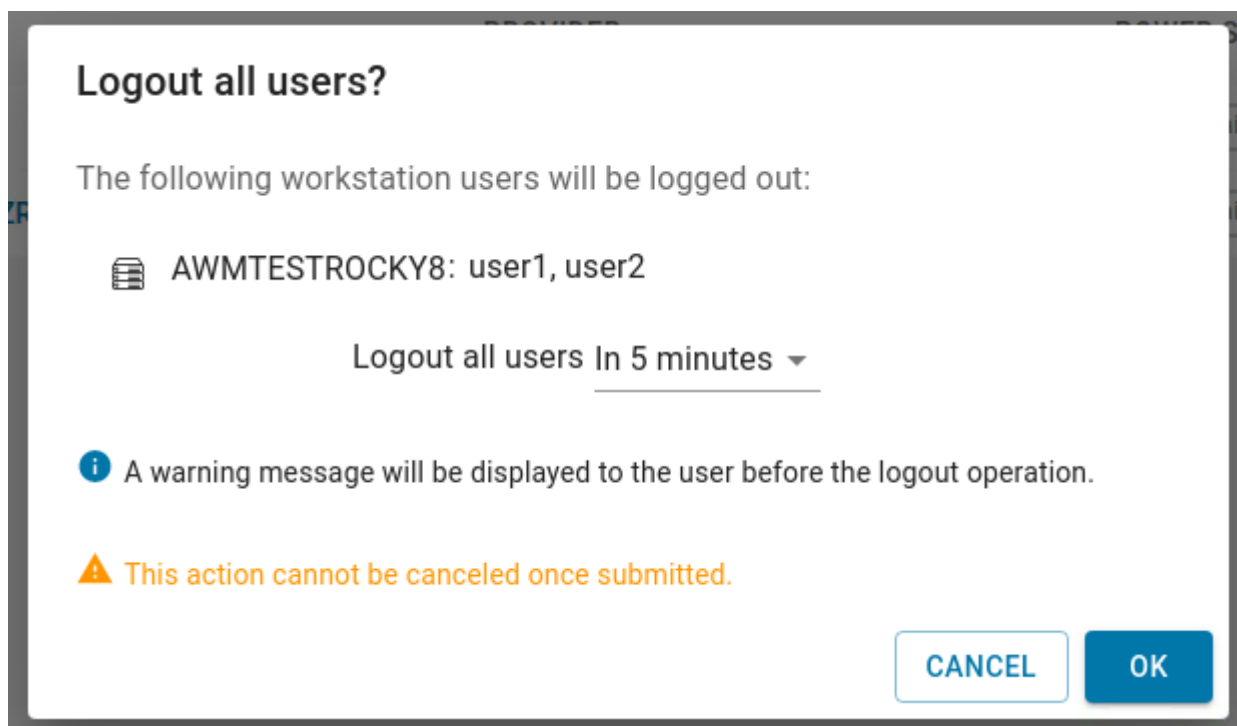 Logout all users?
The following workstation users will be logged out:
AWMTESTROCKY8: user1, user2
Logout all users In 5 minutes
A warning message will be displayed to the user before the logout operation.
This action cannot be canceled once submitted.
CANCEL OK